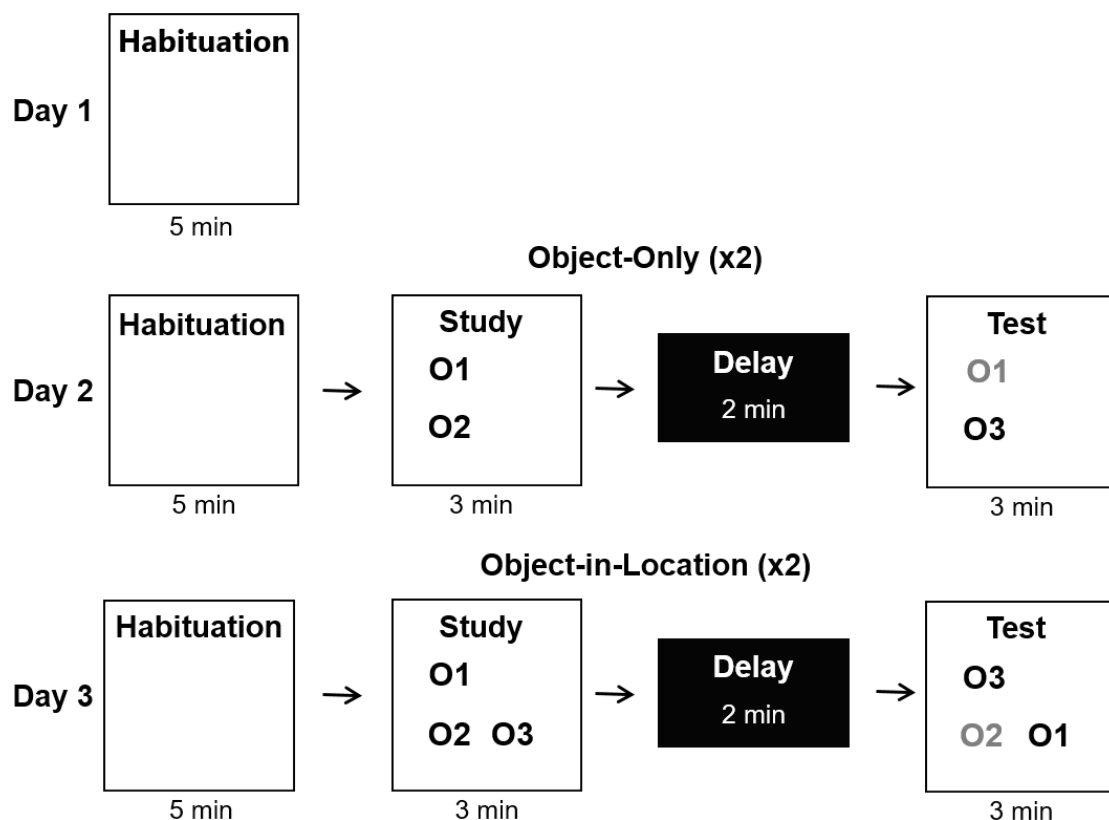 Habituation
Day 1
5 min
Object-Only (x2)
Day 2
Habituation
5 min
Study
O1
O2
3 min
Delay
2 min
Test
O1
O3
3 min
Object-in-Location (x2)
Day 3
Habituation
5 min
Study
O1
O2 O3
3 min
Delay
2 min
Test
O3
O2 O1
3 min